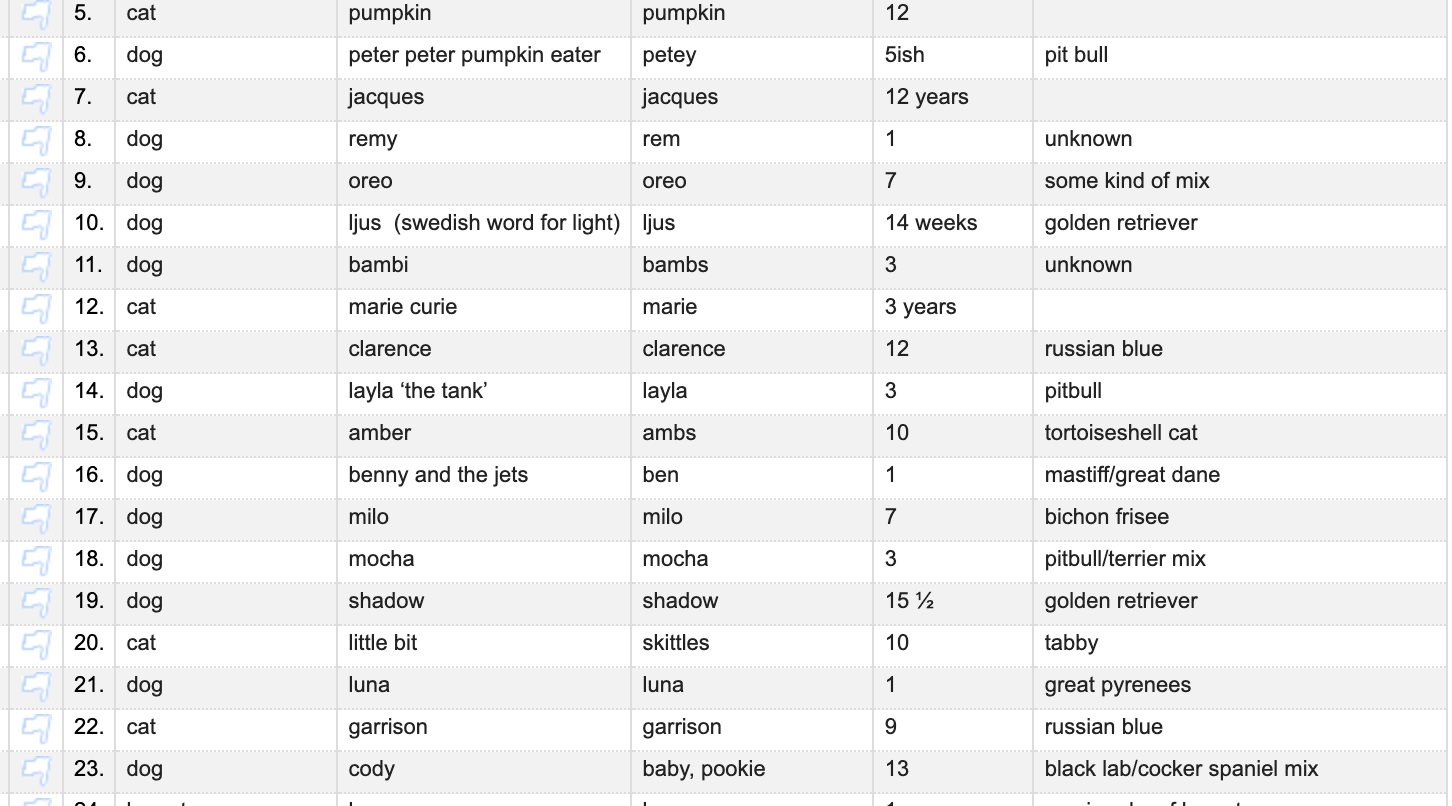 5. cat pumpkin pumpkin 12
6. dog peter peter pumpkin eater petey 5ish pit bull
7. cat jacques jacques 12 years
8. dog remy rem 1 unknown
9. dog oreo oreo 7 some kind of mix
10. dog ljus (swedish word for light) ljus 14 weeks golden retriever
11. dog bambi bambs 3 unknown
12. cat marie curie marie 3 years
13. cat clarence clarence 12 russian blue
14. dog layla ‘the tank’ layla 3 pitbull
15. cat amber ambs 10 tortoiseshell cat
16. dog benny and the jets ben 1 mastiff/great dane
17. dog milo milo 7 bichon frisee
18. dog mocha mocha 3 pitbull/terrier mix
19. dog shadow shadow 15 ½ golden retriever
20. cat little bit skittles 10 tabby
21. dog luna luna 1 great pyrenees
22. cat garrison garrison 9 russian blue
23. dog cody baby, pookie 13 black lab/cocker spaniel mix